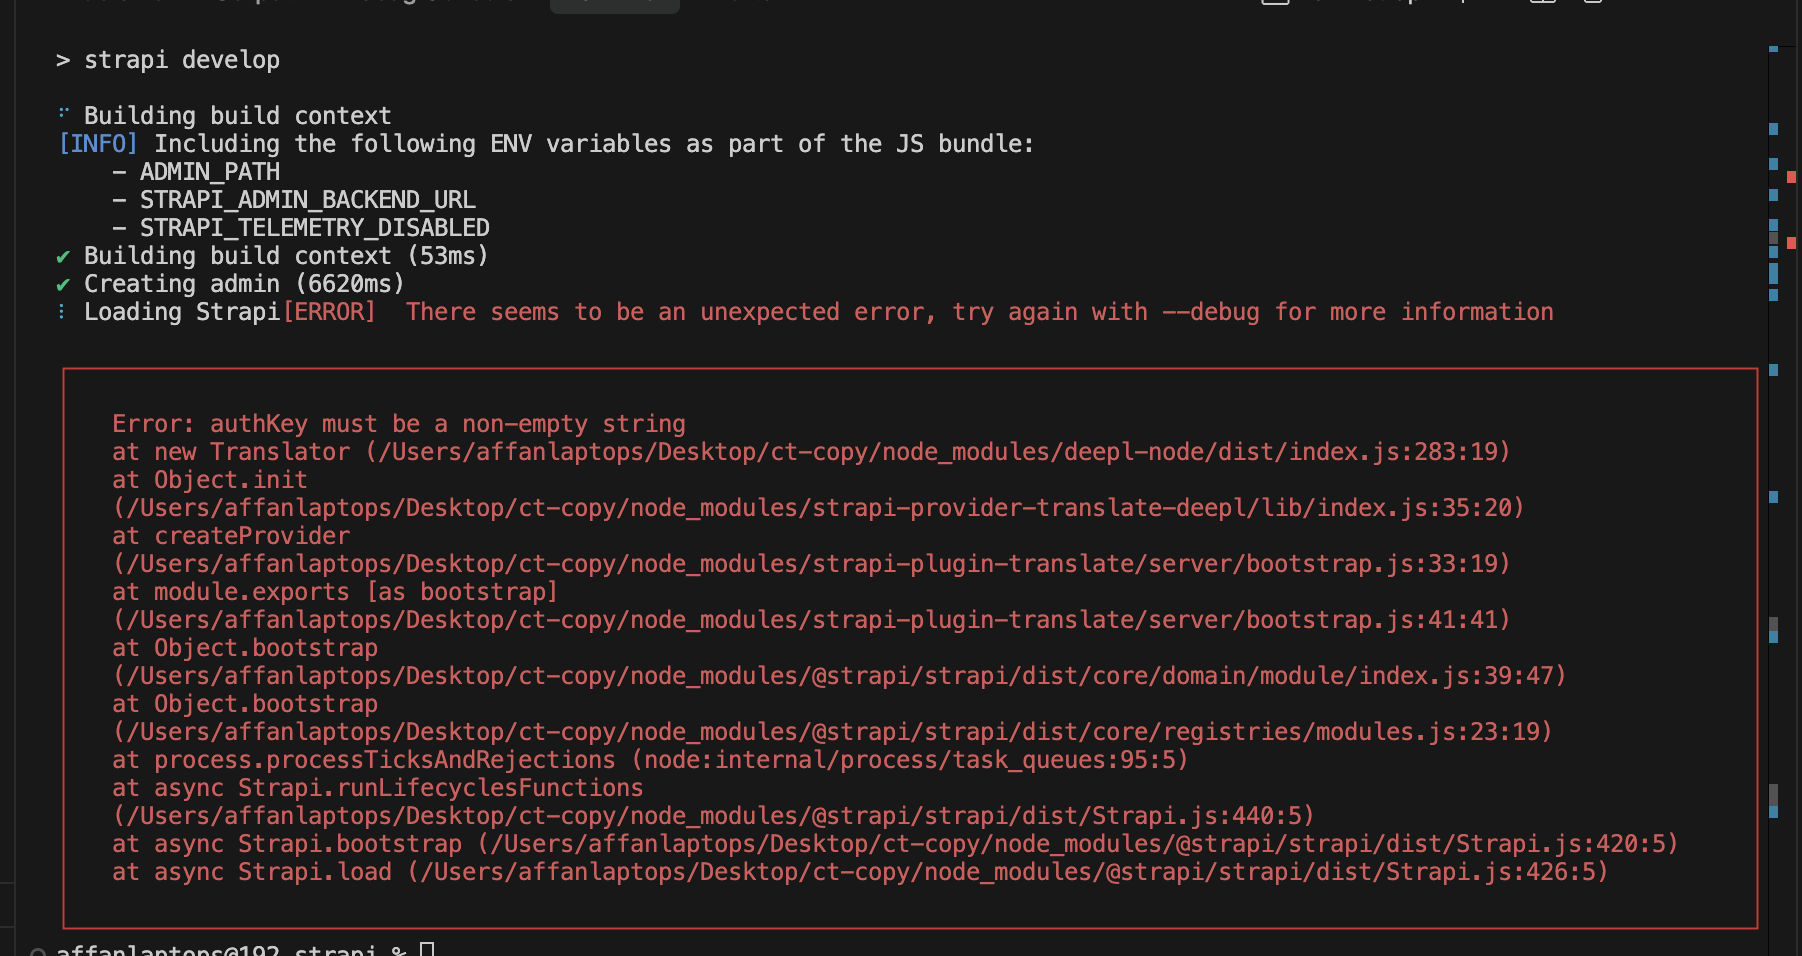 > strapi develop
Building build context
[INFO] Including the following ENV variables as part of the JS bundle:
– ADMIN_PATH
– STRAPI_ADMIN_BACKEND_URL
– STRAPI_TELEMETRY_DISABLED
✔ Building build context (53ms)
✔ Creating admin (6620ms)
Loading Strapi[ERROR]  There seems to be an unexpected error, try again with --debug for more information
Error: authKey must be a non-empty string
at new Translator (/Users/affanlaptops/Desktop/ct-copy/node_modules/deepl-node/dist/index.js:283:19)
at Object.init
(/Users/affanlaptops/Desktop/ct-copy/node_modules/strapi-provider-translate-deepl/lib/index.js:35:20)
at createProvider
(/Users/affanlaptops/Desktop/ct-copy/node_modules/strapi-plugin-translate/server/bootstrap.js:33:19)
at module.exports [as bootstrap]
(/Users/affanlaptops/Desktop/ct-copy/node_modules/strapi-plugin-translate/server/bootstrap.js:41:41)
at Object.bootstrap
(/Users/affanlaptops/Desktop/ct-copy/node_modules/@strapi/strapi/dist/core/domain/module/index.js:39:47)
at Object.bootstrap
(/Users/affanlaptops/Desktop/ct-copy/node_modules/@strapi/strapi/dist/core/registries/modules.js:23:19)
at process.processTicksAndRejections (node:internal/process/task_queues:95:5)
at async Strapi.runLifecyclesFunctions
(/Users/affanlaptops/Desktop/ct-copy/node_modules/@strapi/strapi/dist/Strapi.js:440:5)
at async Strapi.bootstrap (/Users/affanlaptops/Desktop/ct-copy/node_modules/@strapi/strapi/dist/Strapi.js:420:5)
at async Strapi.load (/Users/affanlaptops/Desktop/ct-copy/node_modules/@strapi/strapi/dist/Strapi.js:426:5)
affanlaptops@192 strapi %